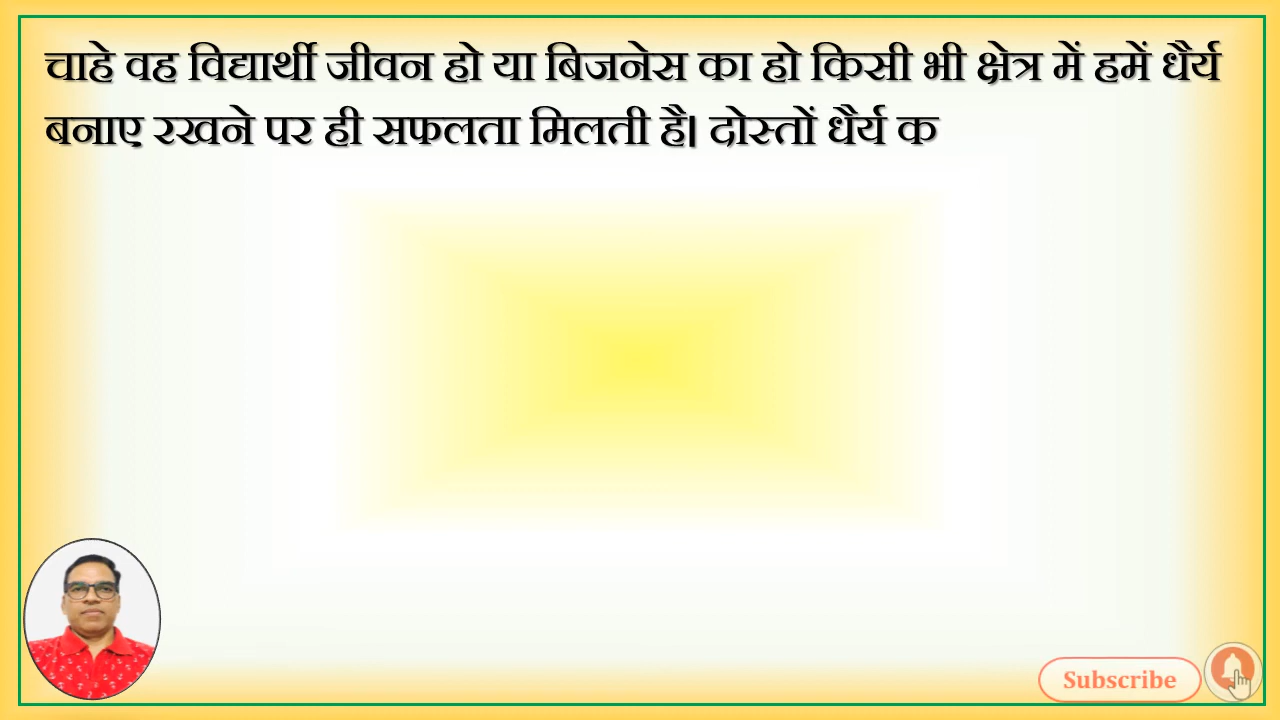 चाहे वह विद्यार्थी जीवन हो या बिजनेस का हो किसी भी क्षेत्र में हमें धैर्य
बनाए रखने पर ही सफलता मिलती है। दोस्तों धैर्य क
Subscribe